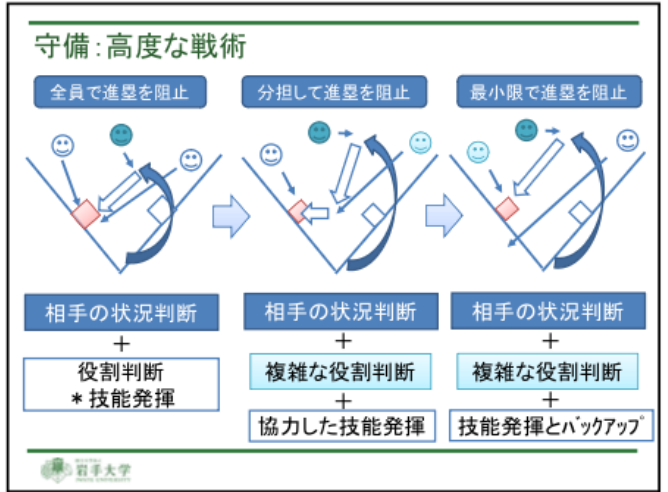 守備：高度な戦術
全員で進塁を阻止
分担して進塁を阻止
最小限で進塁を阻止
相手の状況判断
+
役割判断
＊技能発揮
相手の状況判断
+
複雑な役割判断
+
協力した技能発揮
相手の状況判断
+
複雑な役割判断
+
技能発揮とバックアップ
岩手大学
IWATE UNIVERSITY